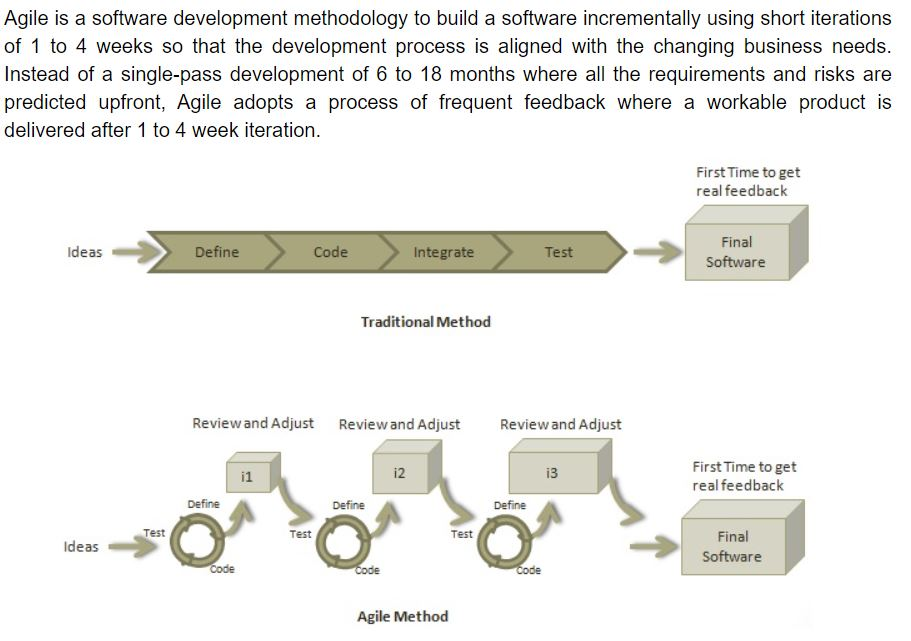 Agile is a software development methodology to build a software incrementally using short iterations
of 1 to 4 weeks so that the development process is aligned with the changing business needs.
Instead of a single-pass development of 6 to 18 months where all the requirements and risks are
predicted upfront, Agile adopts a process of frequent feedback where a workable product is
delivered after 1 to 4 week iteration.
First Time to get
real feedback
Ideas
Define
Code
Integrate
Test
Final
Software
Traditional Method
Review and Adjust
Review and Adjust
Review and Adjust
i1
i2
i3
First Time to get
real feedback
Define
Define
Define
Test
Test
Test
Ideas
Code
Code
Code
Final
Software
Agile Method